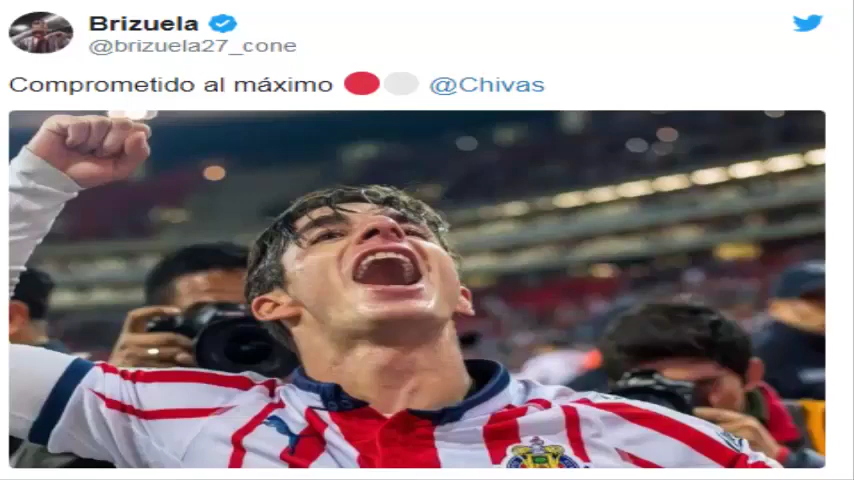 Brizuela
@brizuela27_cone
Comprometido al máximo 🔴⚪ @Chivas